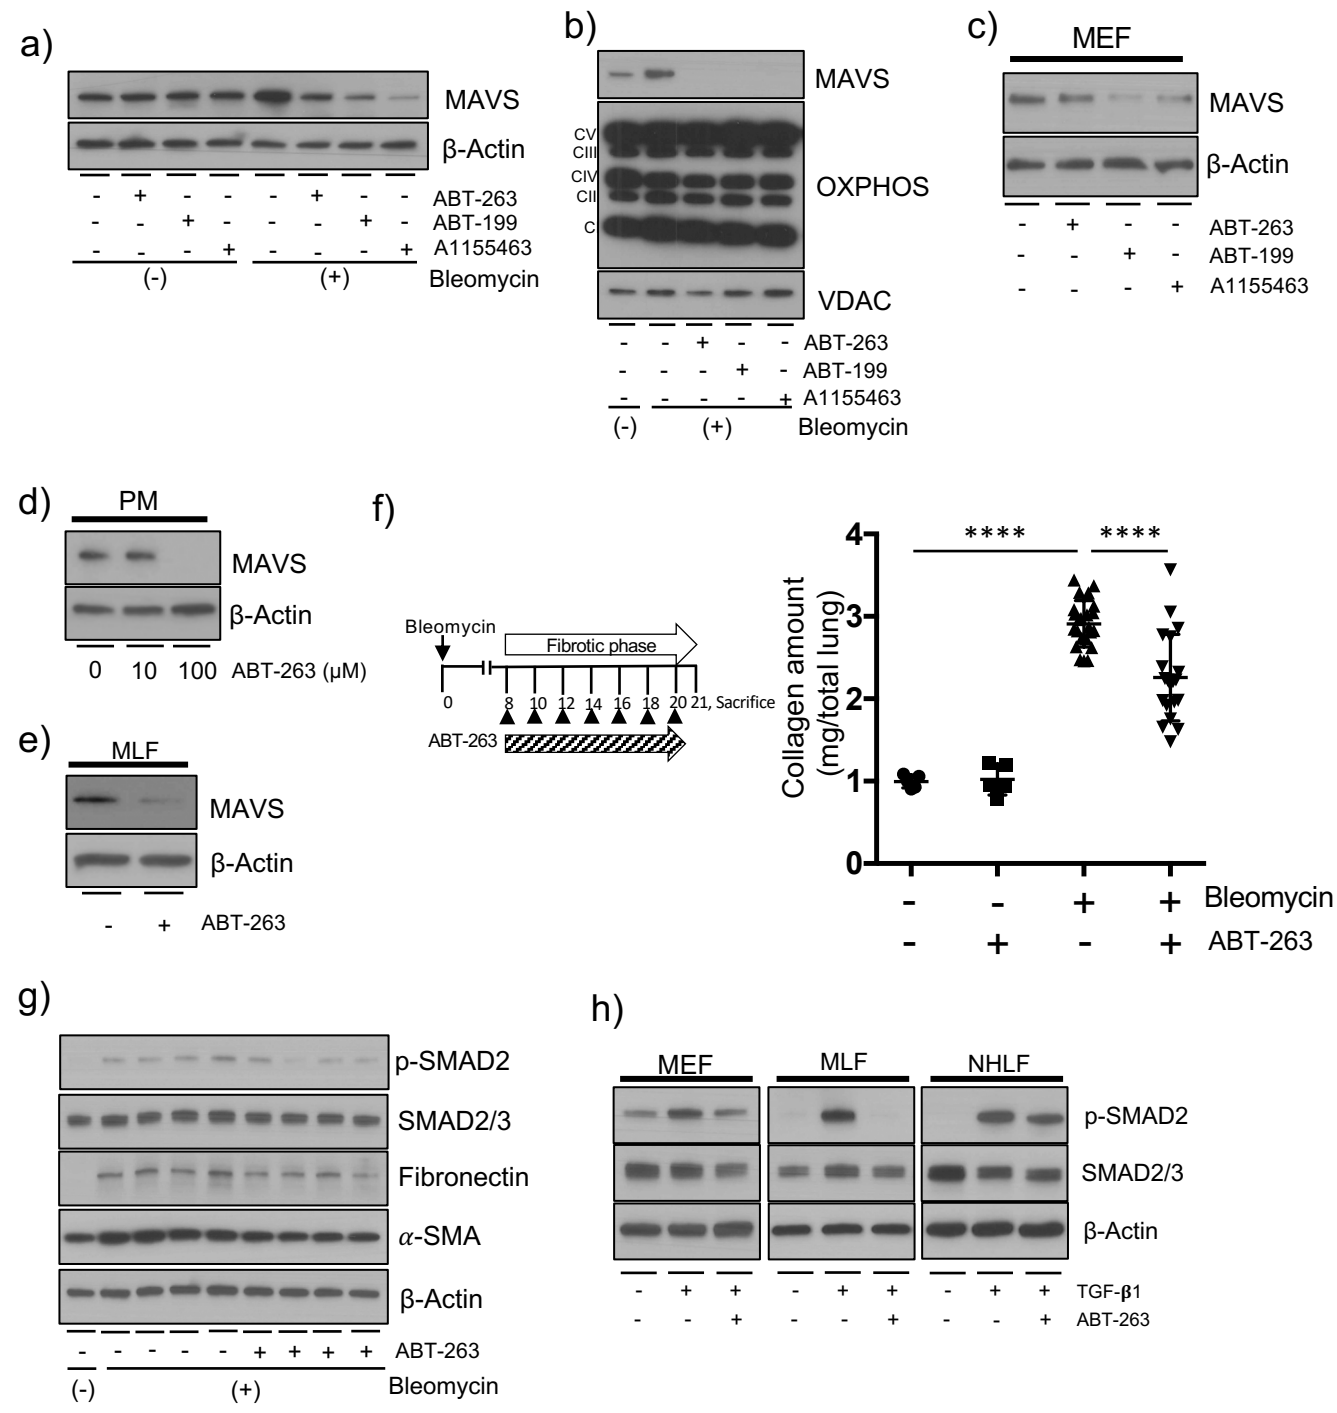 a)
MAVS
β-Actin
- + - - - + - - ABT-263
- - + - - - + - ABT-199
- - - + - - - + A1155463
(-) (+) Bleomycin
b)
MAVS
CV
CIII
CIV
CII
C
OXPHOS
VDAC
- - + - - ABT-263
- - - + - ABT-199
- - - - + A1155463
(-) (+) Bleomycin
c)
MEF
MAVS
β-Actin
- + - - ABT-263
- - + - ABT-199
- - - + A1155463
d)
PM
MAVS
β-Actin
0 10 100 ABT-263 (μM)
e)
MLF
MAVS
β-Actin
- + ABT-263
f)
Bleomycin
Fibrotic phase
0 8 10 12 14 16 18 20 21, Sacrifice
ABT-263
Collagen amount
(mg/total lung)
4
3
2
1
0
**** ****
- - + + Bleomycin
- + - + ABT-263
g)
p-SMAD2
SMAD2/3
Fibronectin
α-SMA
β-Actin
- - - - - + + + + ABT-263
(-) (+) Bleomycin
h)
MEF MLF NHLF
p-SMAD2
SMAD2/3
β-Actin
- + + - + + - + + TGF-β1
- - + - - + - - + ABT-263